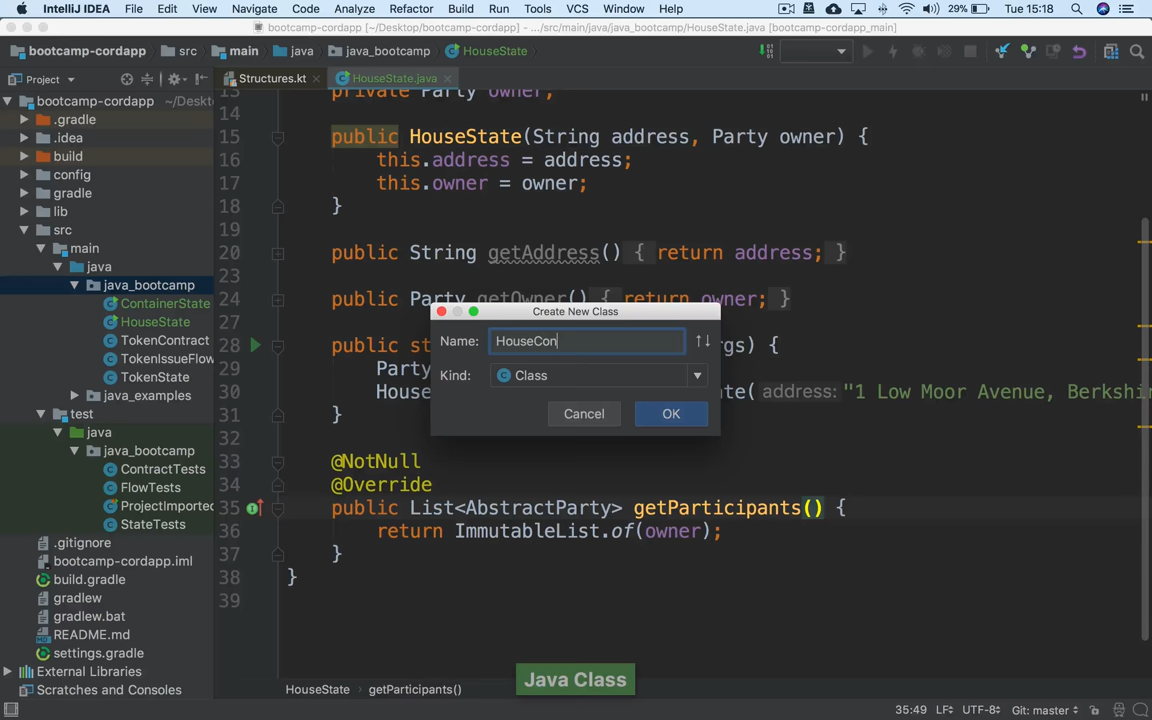 IntelliJ IDEA File Edit View Navigate Code Analyze Refactor Build Run Tools VCS Window Help 29% Tue 15:18
bootcamp-cordapp [~/Desktop/bootcamp-cordapp] - .../src/main/java/java_bootcamp/HouseState.java [bootcamp-cordapp_main]
bootcamp-cordapp src main java java_bootcamp HouseState
Project
Structures.kt
HouseState.java
bootcamp-cordapp ~/Deskt
.gradle
.idea
build
config
gradle
lib
src
main
java
java_bootcamp
ContainerState
HouseState
TokenContract
TokenIssueFlow
TokenState
java_examples
test
java
java_bootcamp
ContractTests
FlowTests
ProjectImported
StateTests
.gitignore
bootcamp-cordapp.iml
build.gradle
gradlew
gradlew.bat
README.md
settings.gradle
External Libraries
Scratches and Consoles
13 private Party owner;
14
15 public HouseState(String address, Party owner) {
16 this.address = address;
17 this.owner = owner;
18 }
20 public String getAddress() { return address; }
23
24 public Party getOwner() { return owner; }
27
28 public st gs) {
29 Party
30 House te( address: "1 Low Moor Avenue, Berkshi
31 }
32
33 @NotNull
34 @Override
35 public List<AbstractParty> getParticipants() {
36 return ImmutableList.of(owner);
37 }
38 }
39
Create New Class
Name: HouseCon
Kind: Class
Cancel OK
Java Class
HouseState getParticipants()
35:49 LF UTF-8 Git: master